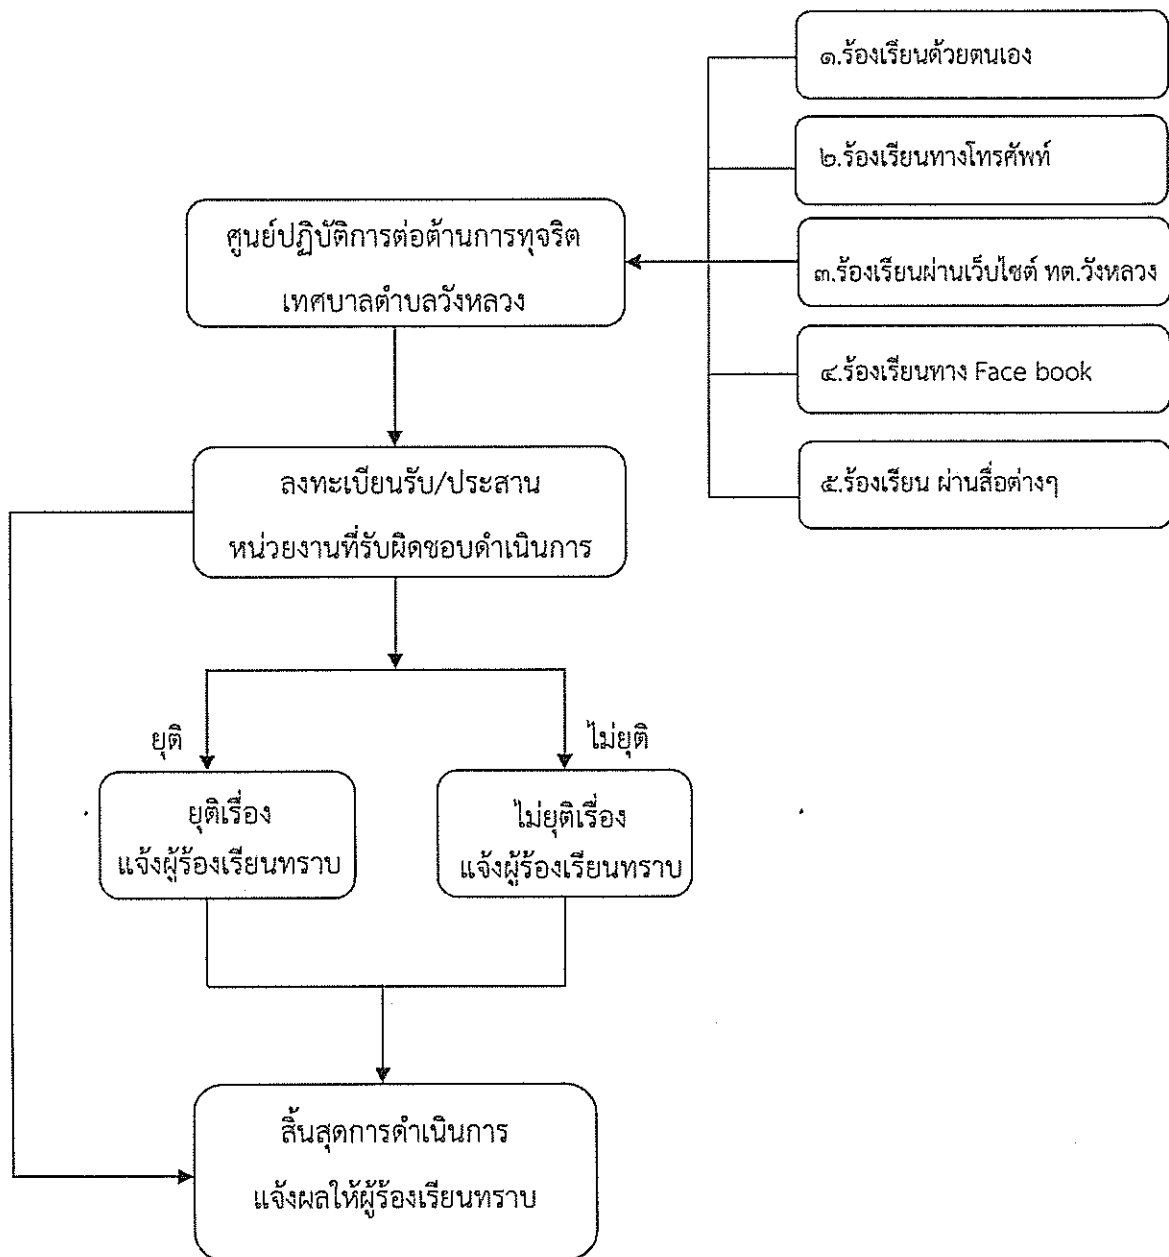 ๑.ร้องเรียนด้วยตนเอง
๒.ร้องเรียนทางโทรศัพท์
๓.ร้องเรียนผ่านเว็บไซต์ ทต.วังหลวง
๔.ร้องเรียนทาง Face book
๕.ร้องเรียน ผ่านสื่อต่างๆ
ศูนย์ปฏิบัติการต่อต้านการทุจริต
เทศบาลตำบลวังหลวง
ลงทะเบียนรับ/ประสาน
หน่วยงานที่รับผิดชอบดำเนินการ
ยุติ
ไม่ยุติ
ยุติเรื่อง
แจ้งผู้ร้องเรียนทราบ
ไม่ยุติเรื่อง
แจ้งผู้ร้องเรียนทราบ
สิ้นสุดการดำเนินการ
แจ้งผลให้ผู้ร้องเรียนทราบ